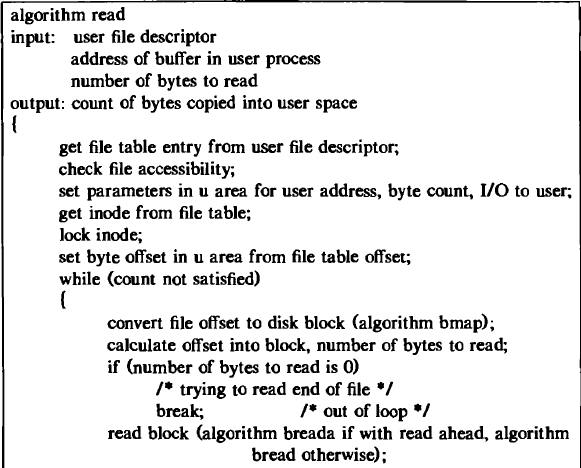 algorithm read
input: user file descriptor
address of buffer in user process
number of bytes to read
output: count of bytes copied into user space
{
get file table entry from user file descriptor;
check file accessibility;
set parameters in u area for user address, byte count, I/O to user;
get inode from file table;
lock inode;
set byte offset in u area from file table offset;
while (count not satisfied)
{
convert file offset to disk block (algorithm bmap);
calculate offset into block, number of bytes to read;
if (number of bytes to read is 0)
/* trying to read end of file */
break; /* out of loop */
read block (algorithm breada if with read ahead, algorithm
bread otherwise);